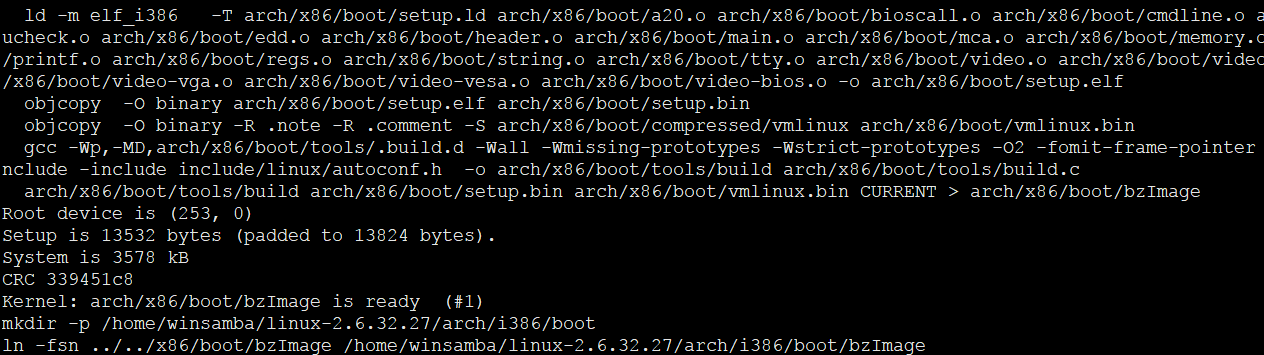 ld -m elf_i386 -T arch/x86/boot/setup.ld arch/x86/boot/a20.o arch/x86/boot/bioscall.o arch/x86/boot/cmdline.o a
ucheck.o arch/x86/boot/edd.o arch/x86/boot/header.o arch/x86/boot/main.o arch/x86/boot/mca.o arch/x86/boot/memory.o
/printf.o arch/x86/boot/regs.o arch/x86/boot/string.o arch/x86/boot/tty.o arch/x86/boot/video.o arch/x86/boot/video
/x86/boot/video-vga.o arch/x86/boot/video-vesa.o arch/x86/boot/video-bios.o -o arch/x86/boot/setup.elf
objcopy -O binary arch/x86/boot/setup.elf arch/x86/boot/setup.bin
objcopy -O binary -R .note -R .comment -S arch/x86/boot/compressed/vmlinux arch/x86/boot/vmlinux.bin
gcc -Wp,-MD,arch/x86/boot/tools/.build.d -Wall -Wmissing-prototypes -Wstrict-prototypes -O2 -fomit-frame-pointer
nclude -include include/linux/autoconf.h -o arch/x86/boot/tools/build arch/x86/boot/tools/build.c
arch/x86/boot/tools/build arch/x86/boot/setup.bin arch/x86/boot/vmlinux.bin CURRENT > arch/x86/boot/bzImage
Root device is (253, 0)
Setup is 13532 bytes (padded to 13824 bytes).
System is 3578 kB
CRC 339451c8
Kernel: arch/x86/boot/bzImage is ready (#1)
mkdir -p /home/winsamba/linux-2.6.32.27/arch/i386/boot
ln -fsn ../../x86/boot/bzImage /home/winsamba/linux-2.6.32.27/arch/i386/boot/bzImage